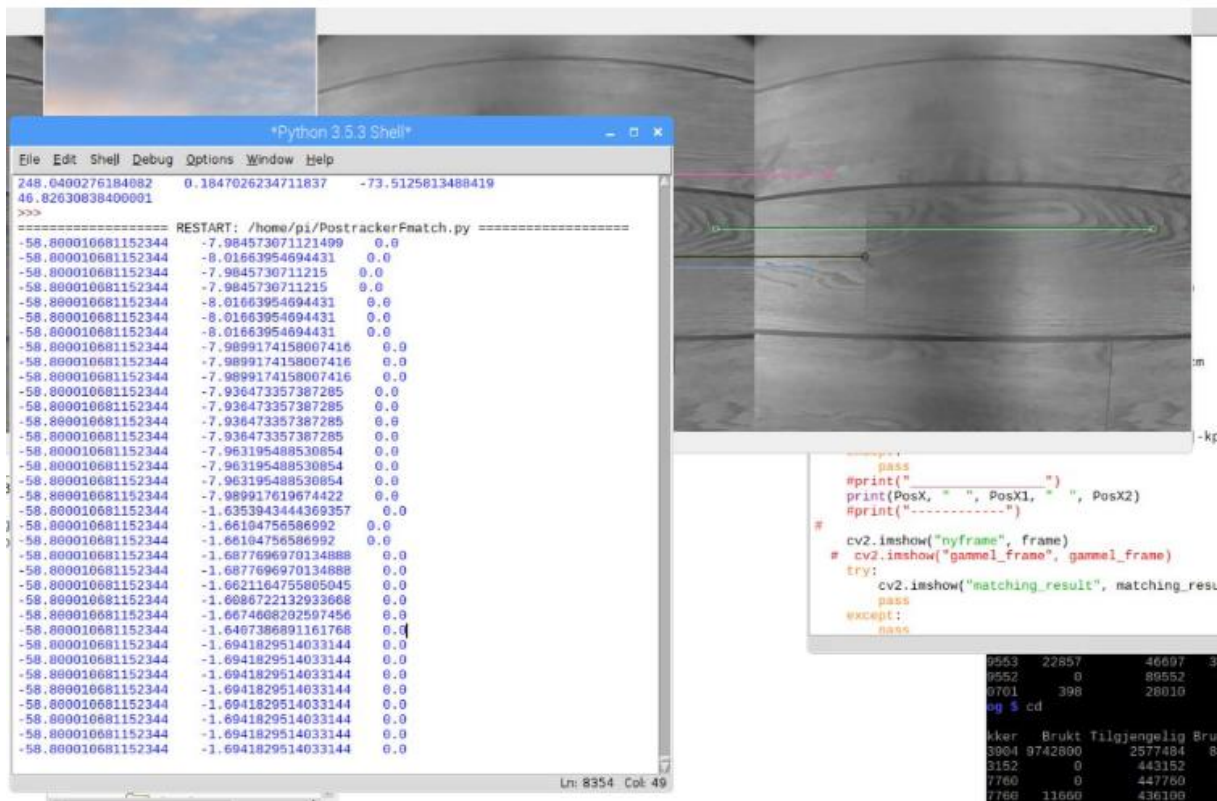 *Python 3.5.3 Shell*
File Edit Shell Debug Options Window Help
248.0400276184082 0.1847026234711837 -73.5125813488419
46.82630838400001
>>>
=================== RESTART: /home/pi/PostrackerFmatch.py ===================
-58.800010681152344 -7.984573071121499 0.0
-58.800010681152344 -8.01663954694431 0.0
-58.800010681152344 -7.9845730711215 0.0
-58.800010681152344 -7.9845730711215 0.0
-58.800010681152344 -8.01663954694431 0.0
-58.800010681152344 -8.01663954694431 0.0
-58.800010681152344 -8.01663954694431 0.0
-58.800010681152344 -7.9899174158007416 0.0
-58.800010681152344 -7.9899174158007416 0.0
-58.800010681152344 -7.9899174158007416 0.0
-58.800010681152344 -7.936473357387285 0.0
-58.800010681152344 -7.936473357387285 0.0
-58.800010681152344 -7.936473357387285 0.0
-58.800010681152344 -7.936473357387285 0.0
-58.800010681152344 -7.963195488530854 0.0
-58.800010681152344 -7.963195488530854 0.0
-58.800010681152344 -7.963195488530854 0.0
-58.800010681152344 -7.989917619674422 0.0
-58.800010681152344 -1.6353943444369357 0.0
-58.800010681152344 -1.66104756586992 0.0
-58.800010681152344 -1.66104756586992 0.0
-58.800010681152344 -1.6877696970134888 0.0
-58.800010681152344 -1.6877696970134888 0.0
-58.800010681152344 -1.6621164755805045 0.0
-58.800010681152344 -1.6086722132933668 0.0
-58.800010681152344 -1.6674608202597456 0.0
-58.800010681152344 -1.6407386891161768 0.0
-58.800010681152344 -1.6941829514033144 0.0
-58.800010681152344 -1.6941829514033144 0.0
-58.800010681152344 -1.6941829514033144 0.0
-58.800010681152344 -1.6941829514033144 0.0
-58.800010681152344 -1.6941829514033144 0.0
-58.800010681152344 -1.6941829514033144 0.0
-58.800010681152344 -1.6941829514033144 0.0
-58.800010681152344 -1.6941829514033144 0.0
Ln: 8354 Col: 49
pass
#print("___________________")
print(PosX, " ", PosX1, " ", PosX2)
#print("------------")
#
cv2.imshow("nyframe", frame)
# cv2.imshow("gammel_frame", gammel_frame)
try:
cv2.imshow("matching_result", matching_resu
pass
except:
pass
9553 22857 46697 3
9552 0 89552
0701 398 28010
og $ cd
kker Brukt Tilgjengelig Bru
3904 9742800 2577484 8
3152 0 443152
7760 0 447760
7760 11660 436100